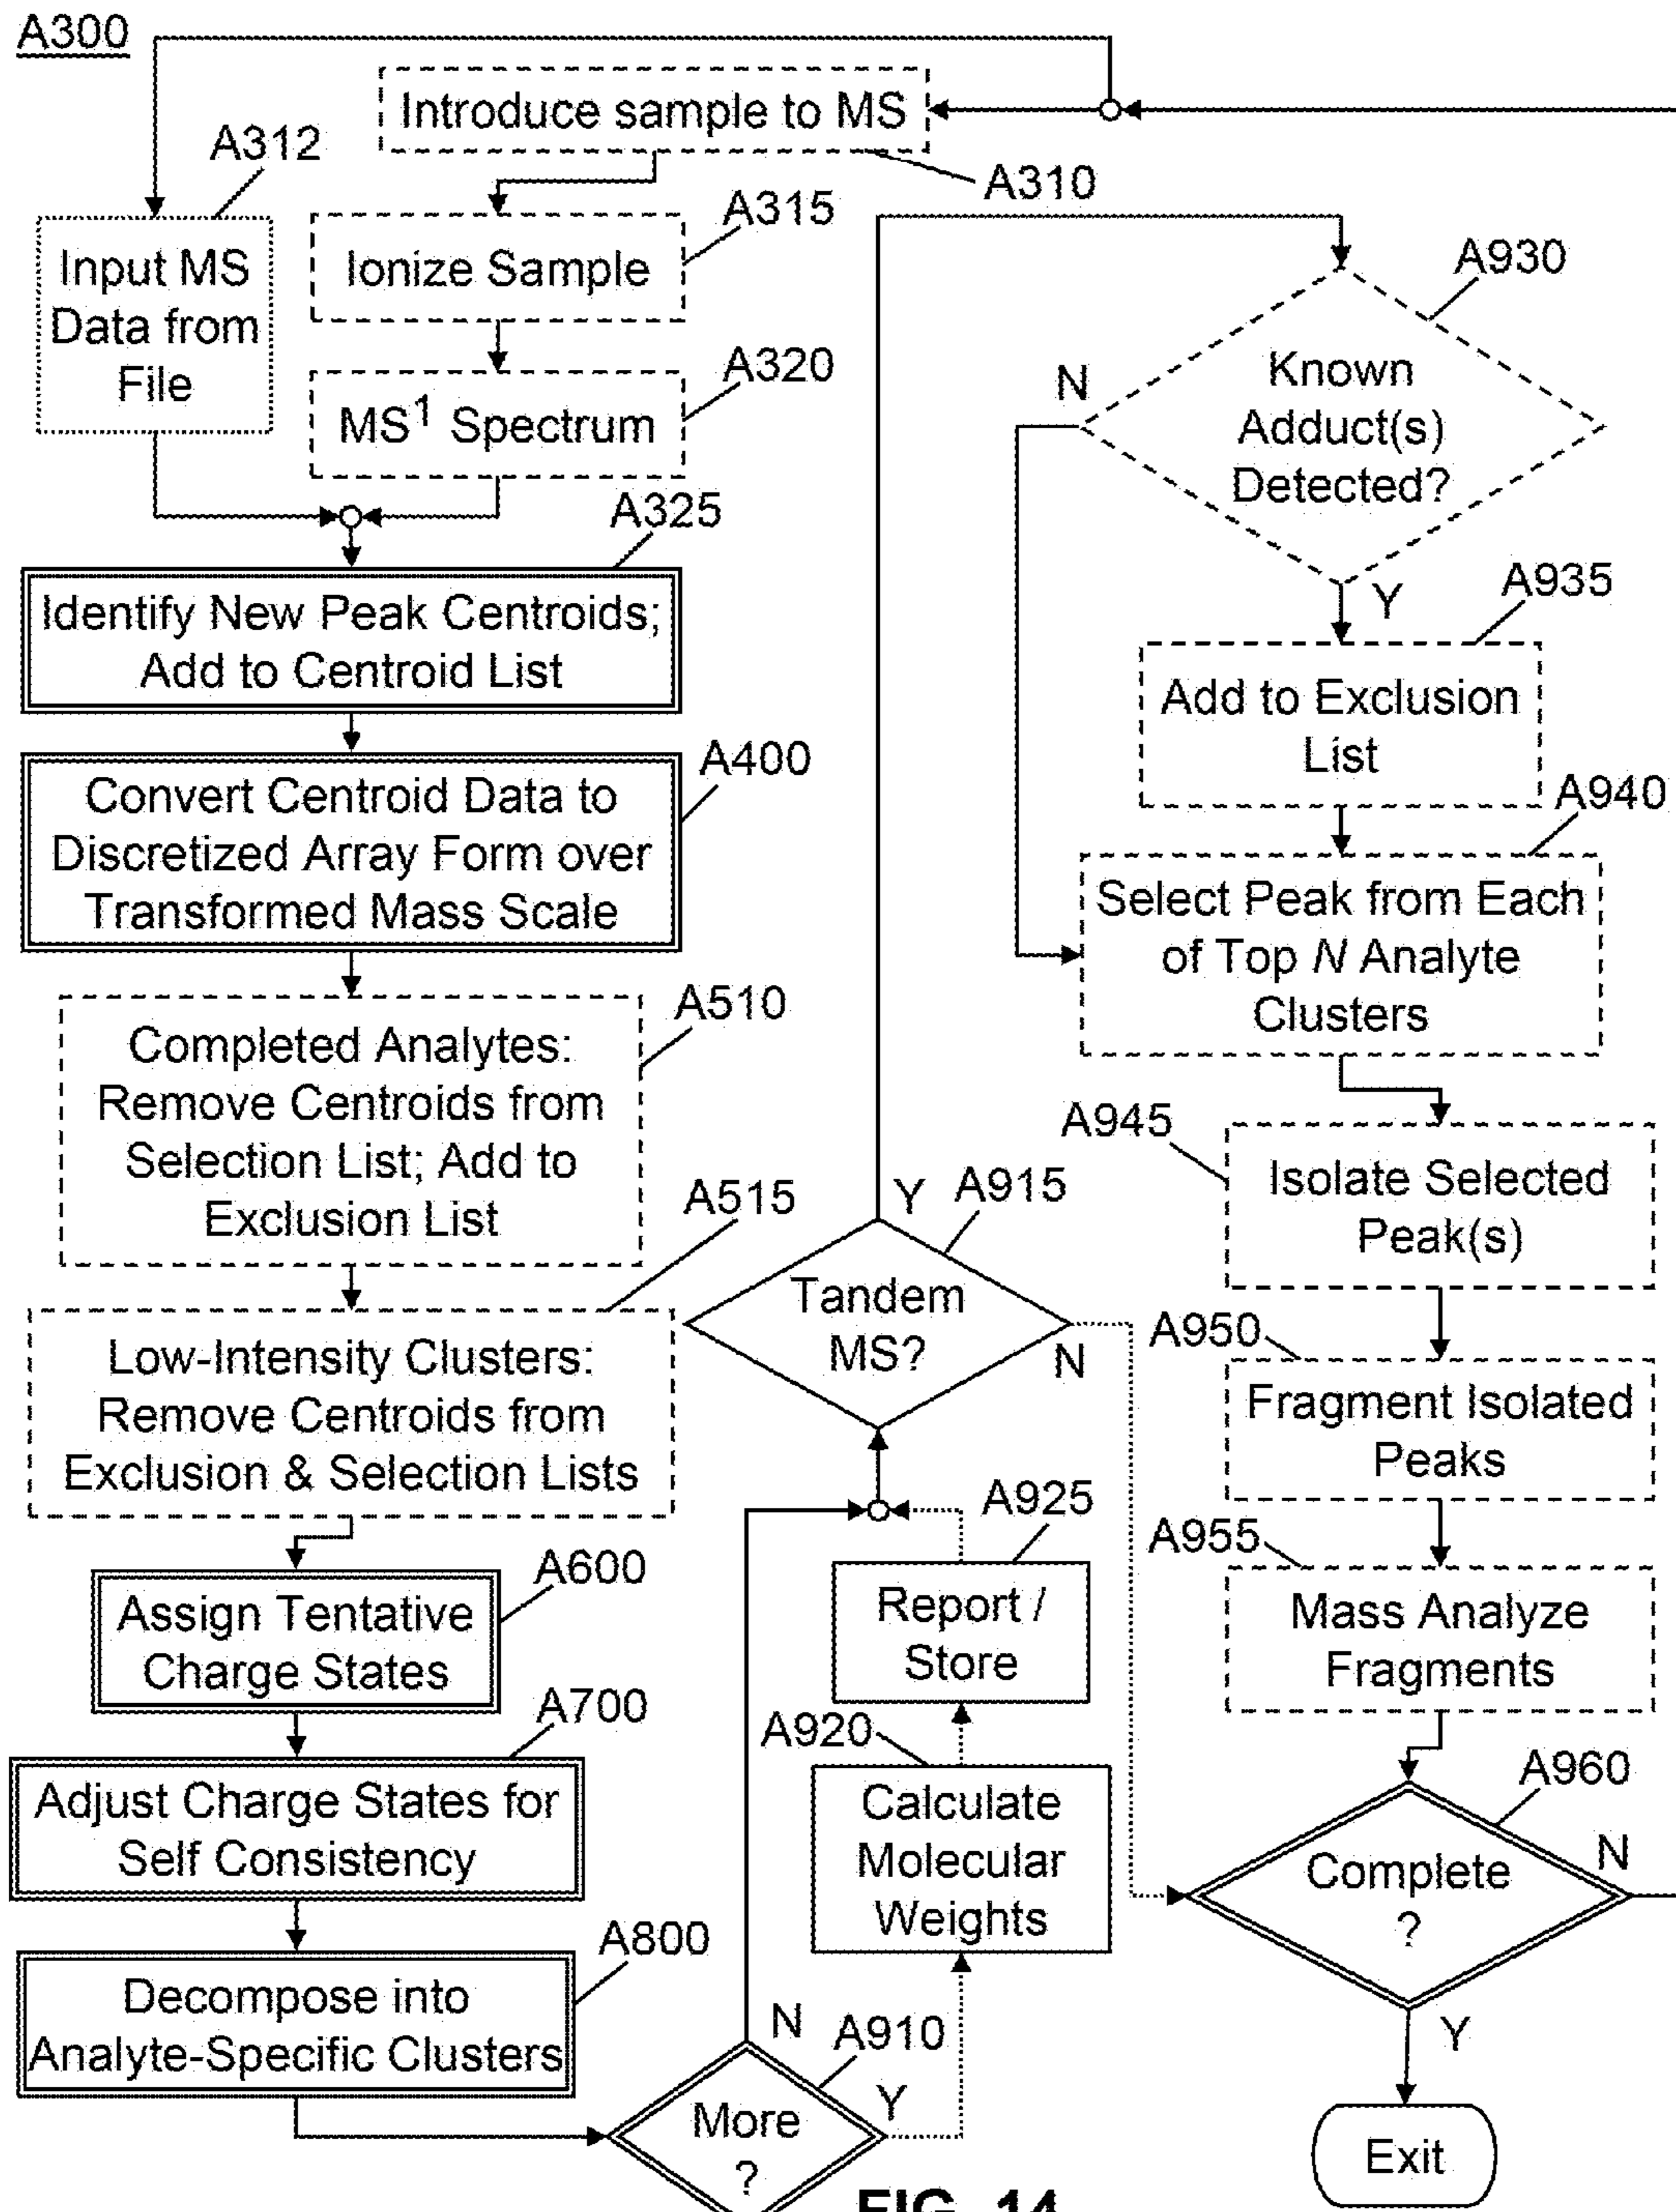 A300
Introduce sample to MS
A310
A312
Input MS
Data from
File
A315
Ionize Sample
A320
MS1 Spectrum
A325
Identify New Peak Centroids;
Add to Centroid List
A400
Convert Centroid Data to
Discretized Array Form over
Transformed Mass Scale
A510
Completed Analytes:
Remove Centroids from
Selection List; Add to
Exclusion List
A515
Low-Intensity Clusters:
Remove Centroids from
Exclusion & Selection Lists
A600
Assign Tentative
Charge States
A700
Adjust Charge States for
Self Consistency
A800
Decompose into
Analyte-Specific Clusters
A910
More
?
N
Y
A920
Calculate
Molecular
Weights
A925
Report /
Store
A915
Tandem
MS?
Y
N
A930
Known
Adduct(s)
Detected?
N
Y
A935
Add to Exclusion
List
A940
Select Peak from Each
of Top N Analyte
Clusters
A945
Isolate Selected
Peak(s)
A950
Fragment Isolated
Peaks
A955
Mass Analyze
Fragments
A960
Complete
?
N
Y
Exit
FIG. 14